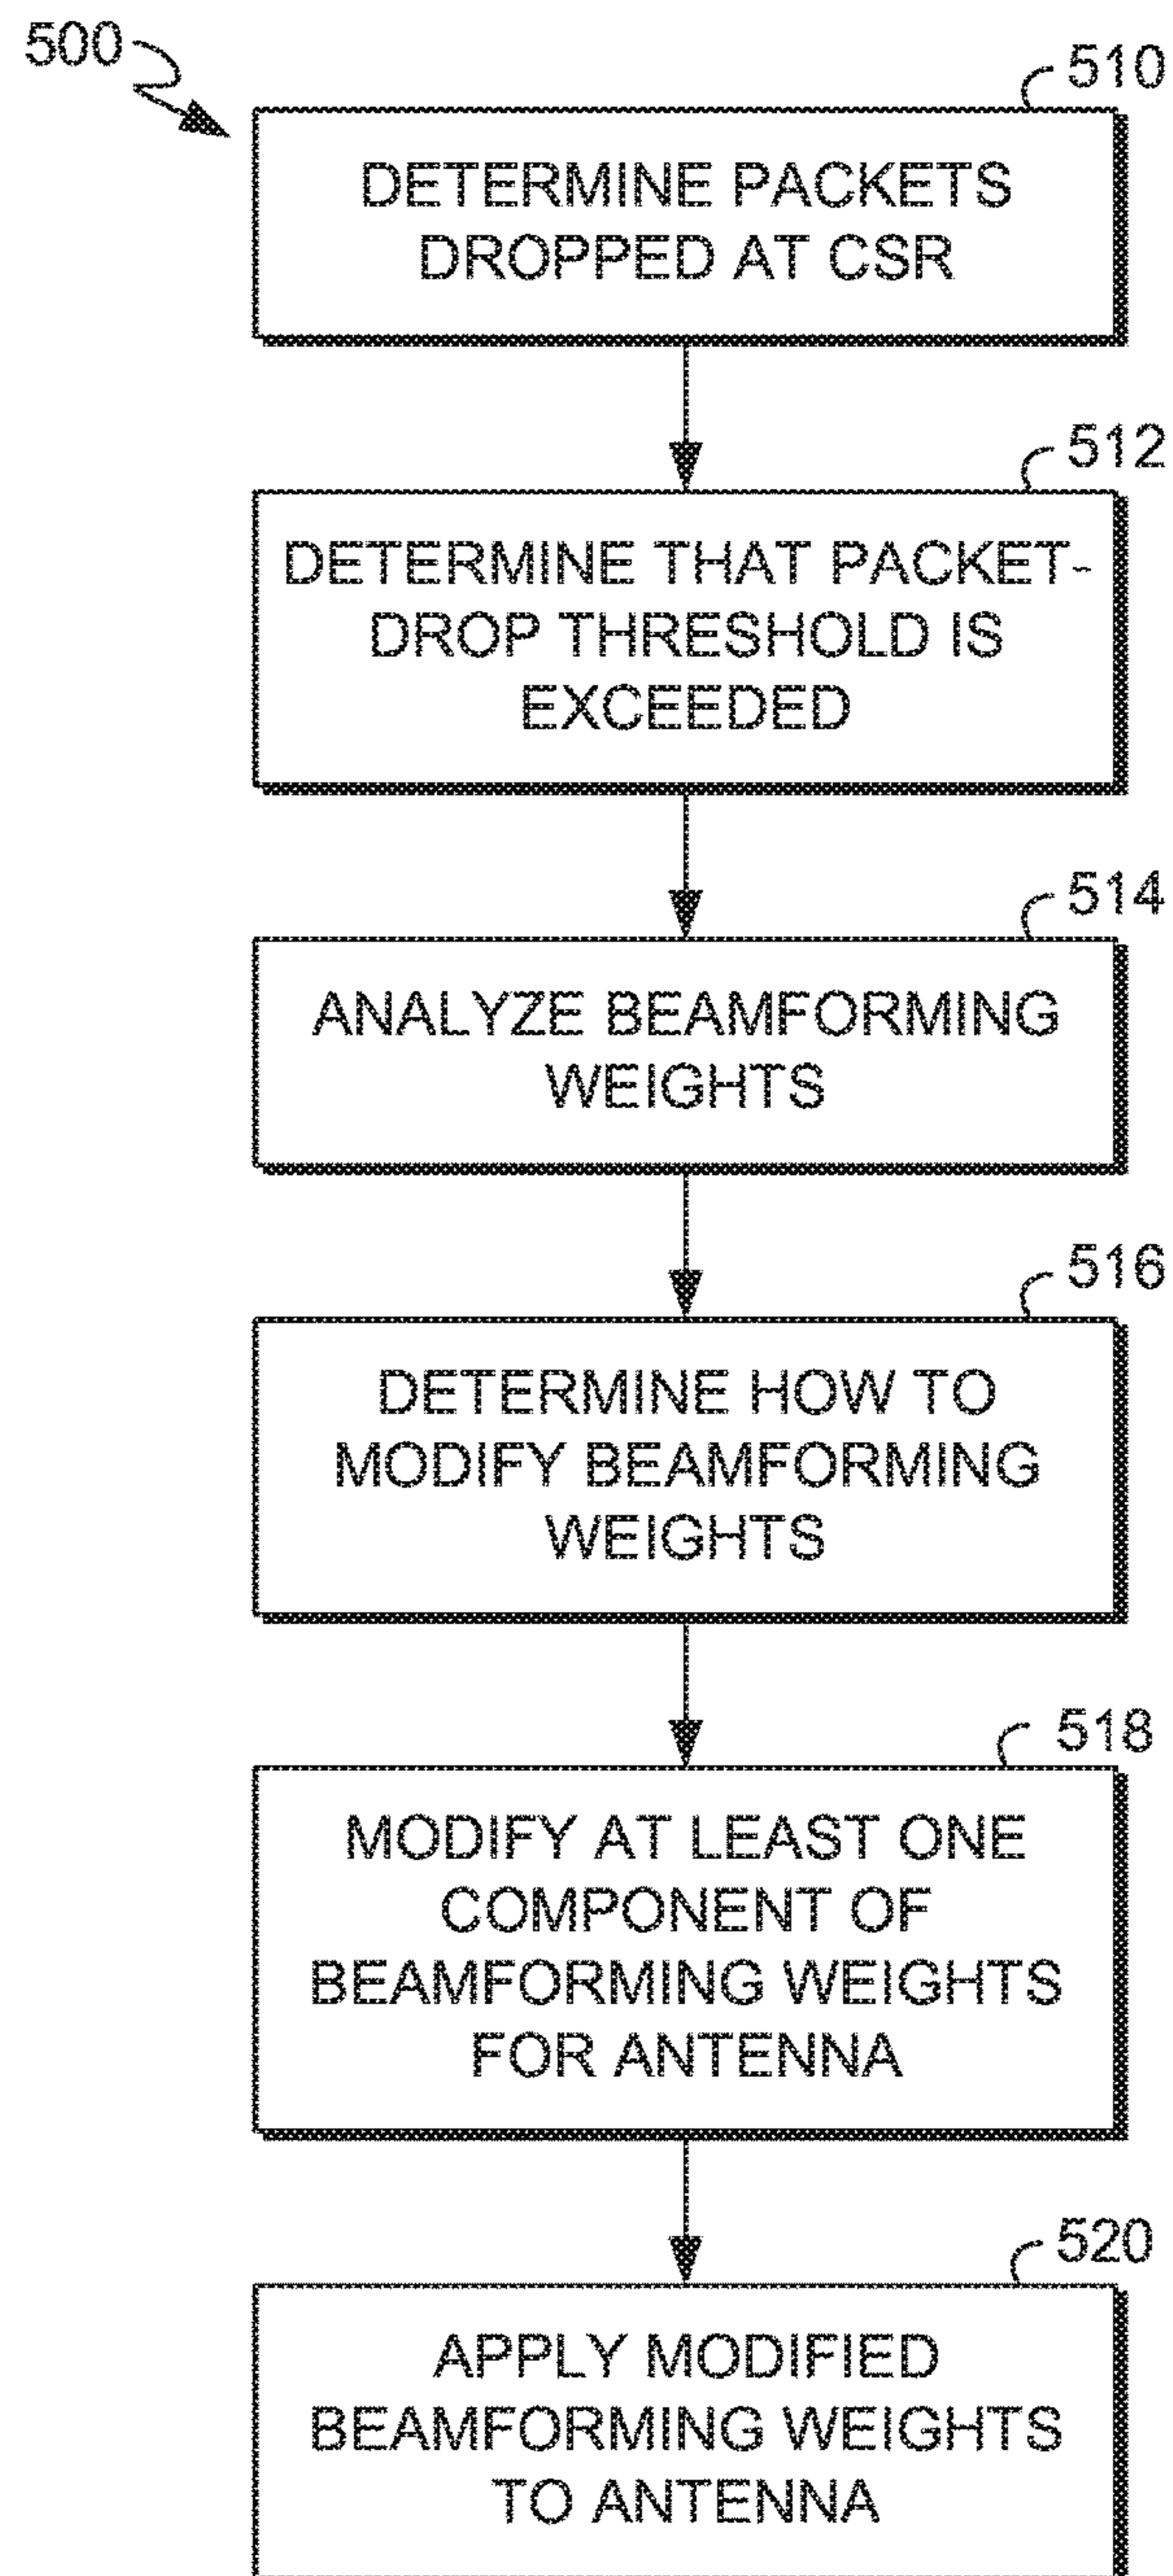 500
510
DETERMINE PACKETS
DROPPED AT CSR
512
DETERMINE THAT PACKET-
DROP THRESHOLD IS
EXCEEDED
514
ANALYZE BEAMFORMING
WEIGHTS
516
DETERMINE HOW TO
MODIFY BEAMFORMING
WEIGHTS
518
MODIFY AT LEAST ONE
COMPONENT OF
BEAMFORMING WEIGHTS
FOR ANTENNA
520
APPLY MODIFIED
BEAMFORMING WEIGHTS
TO ANTENNA